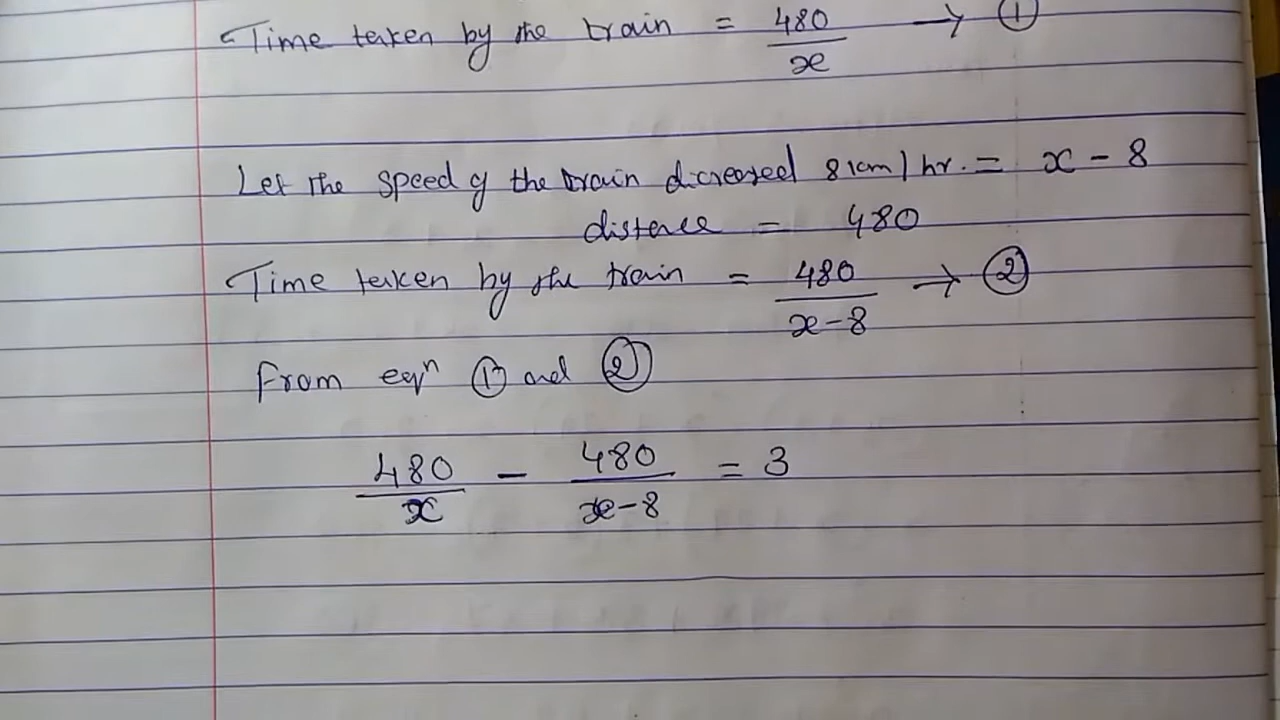 Time taken by the train = 480/x → ①
Let the speed of the train dicreased 8 km/hr. = x - 8
distance = 480
Time taken by the train = 480/(x-8) → ②
From eqⁿ ① and ②
480/x - 480/(x-8) = 3